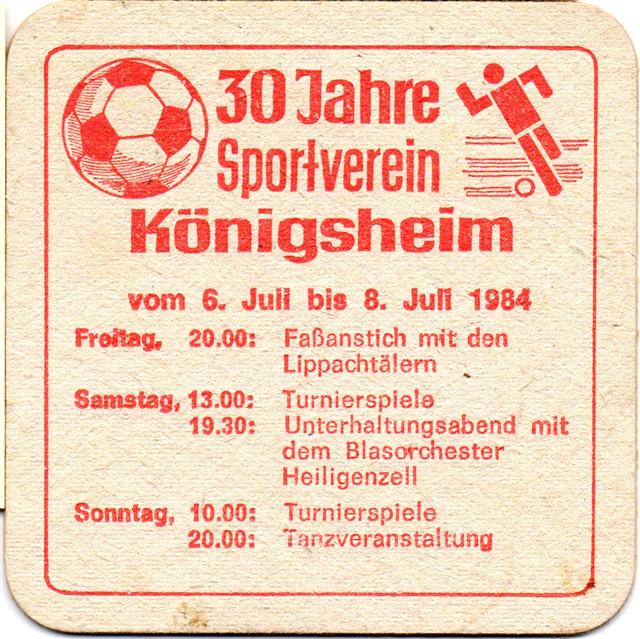 30 Jahre
Sportverein
Königsheim
vom 6. Juli bis 8. Juli 1984
Freitag, 20.00: Faßanstich mit den
Lippachtälern
Samstag, 13.00: Turnierspiele
19.30: Unterhaltungsabend mit
dem Blasorchester
Heiligenzell
Sonntag, 10.00: Turnierspiele
20.00: Tanzveranstaltung